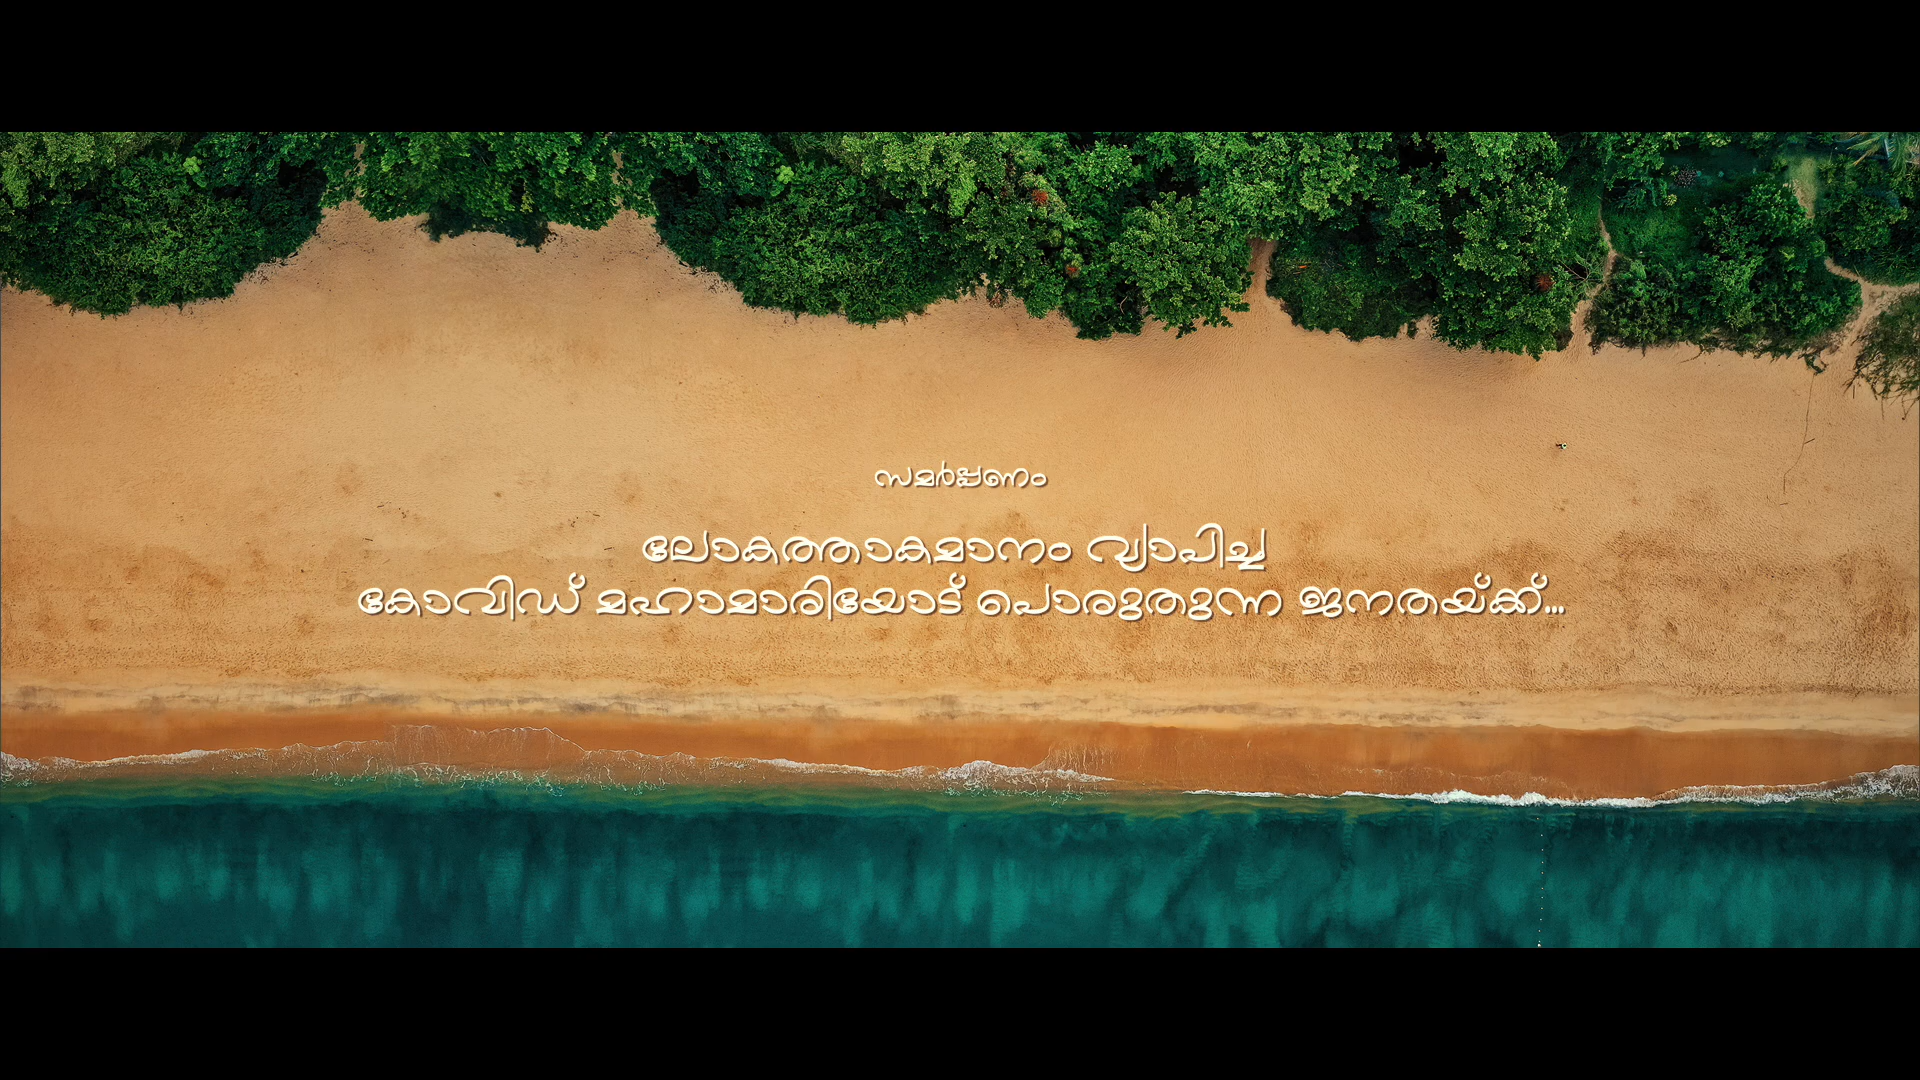 സമർപ്പണം
ലോകത്താകമാനം വ്യാപിച്ച
കോവിഡ് മഹാമാരിയോട് പൊരുതുന്ന ജനതയ്ക്ക്...